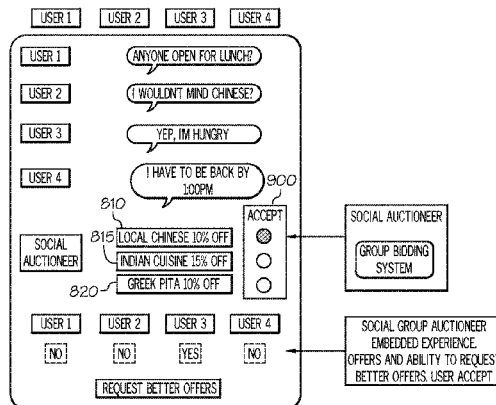 USER 1 USER 2 USER 3 USER 4
USER 1
ANYONE OPEN FOR LUNCH?
USER 2
I WOULDN'T MIND CHINESE?
USER 3
YEP, I'M HUNGRY
USER 4
I HAVE TO BE BACK BY
1:00PM
810
900
815
820
ACCEPT
SOCIAL
AUCTIONEER
LOCAL CHINESE 10% OFF
INDIAN CUISINE 15% OFF
GREEK PITA 10% OFF
SOCIAL AUCTIONEER
GROUP BIDDING
SYSTEM
USER 1 USER 2 USER 3 USER 4
NO NO YES NO
REQUEST BETTER OFFERS
SOCIAL GROUP AUCTIONEER
EMBEDDED EXPERIENCE.
OFFERS AND ABILITY TO REQUEST
BETTER OFFERS. USER ACCEPT